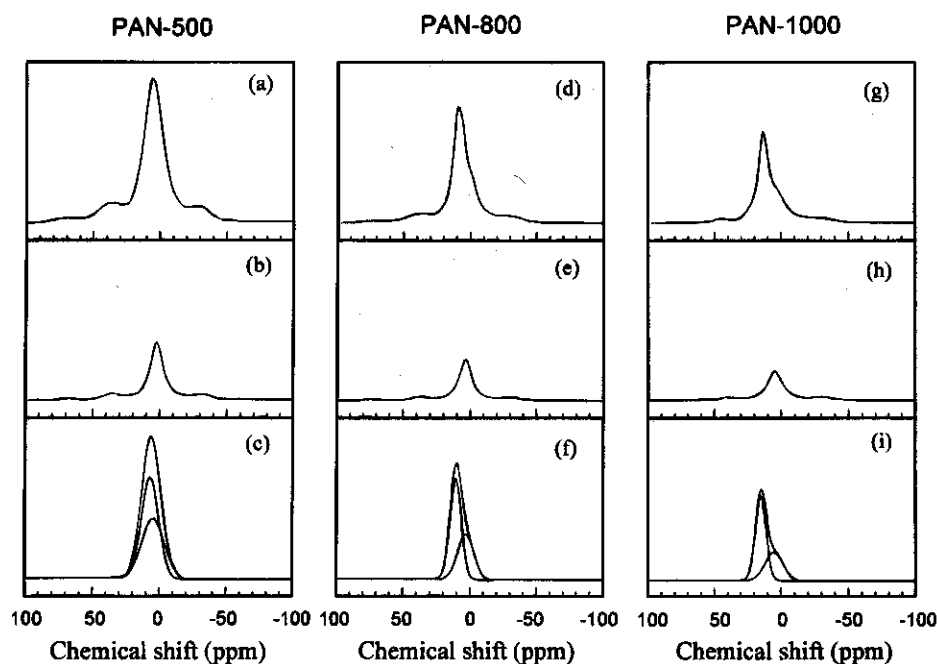 PAN-500 PAN-800 PAN-1000
(a) (d) (g)
(b) (e) (h)
(c) (f) (i)
100 50 0 -50 -100 100 50 0 -50 -100 100 50 0 -50 -100
Chemical shift (ppm) Chemical shift (ppm) Chemical shift (ppm)